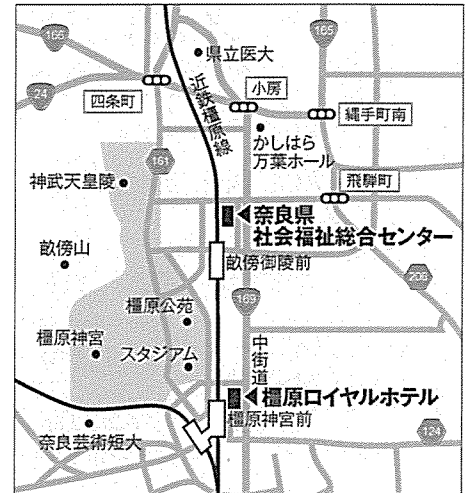 166
165
県立医大
24
四条町
近鉄橿原線
小房
縄手町南
かしはら
万葉ホール
161
飛騨町
神武天皇陵
奈良県
社会福祉総合センター
畝傍山
畝傍御陵前
橿原公苑
169
橿原神宮
スタジアム
中街道
橿原ロイヤルホテル
橿原神宮前
124
奈良芸術短大